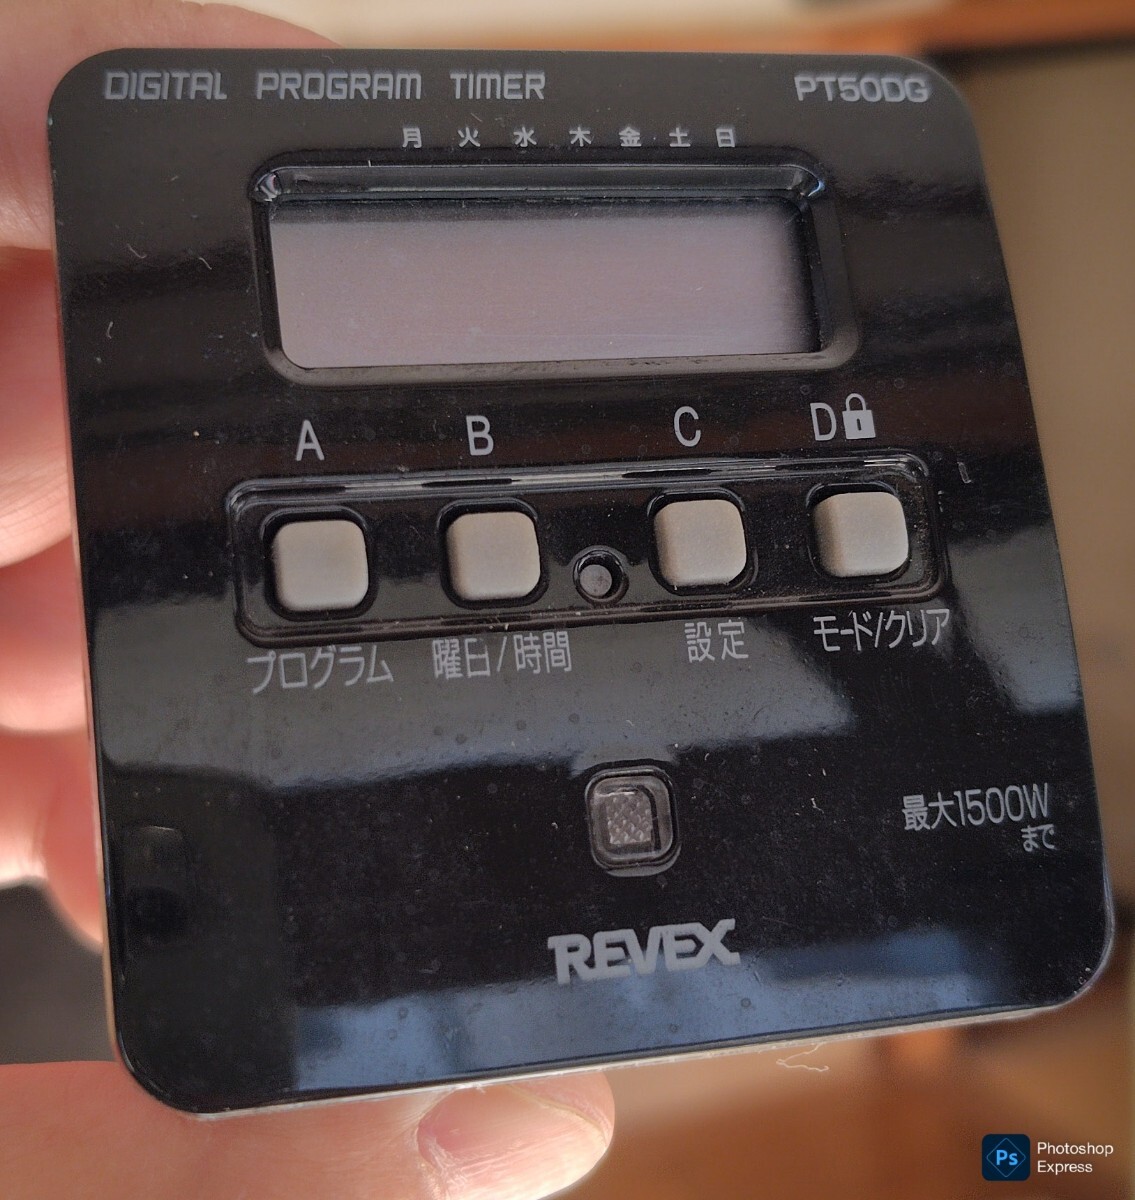 DIGITAL PROGRAM TIMER PT50DG
月 火 水 木 金 土 日
A B C D
プログラム 曜日/時間 設定 モード/クリア
最大1500W
まで
REVEX
Ps Photoshop
Express